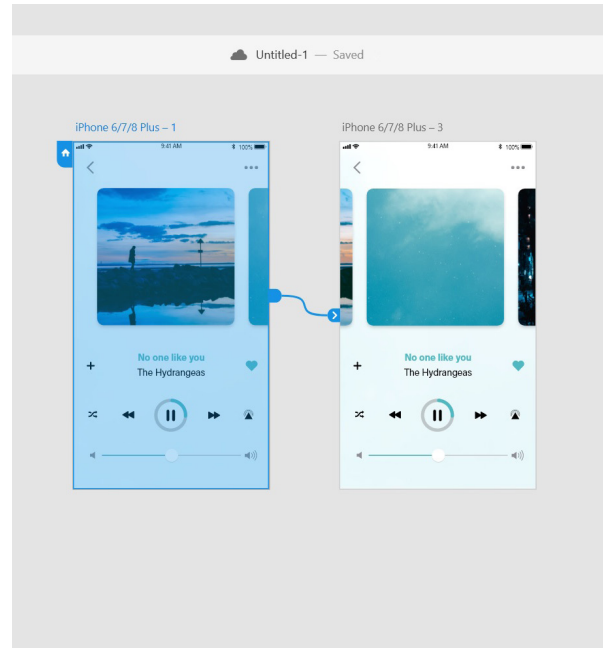 Untitled-1 — Saved
iPhone 6/7/8 Plus – 1
9:41 AM
100%
No one like you
The Hydrangeas
iPhone 6/7/8 Plus – 3
9:41 AM
100%
No one like you
The Hydrangeas